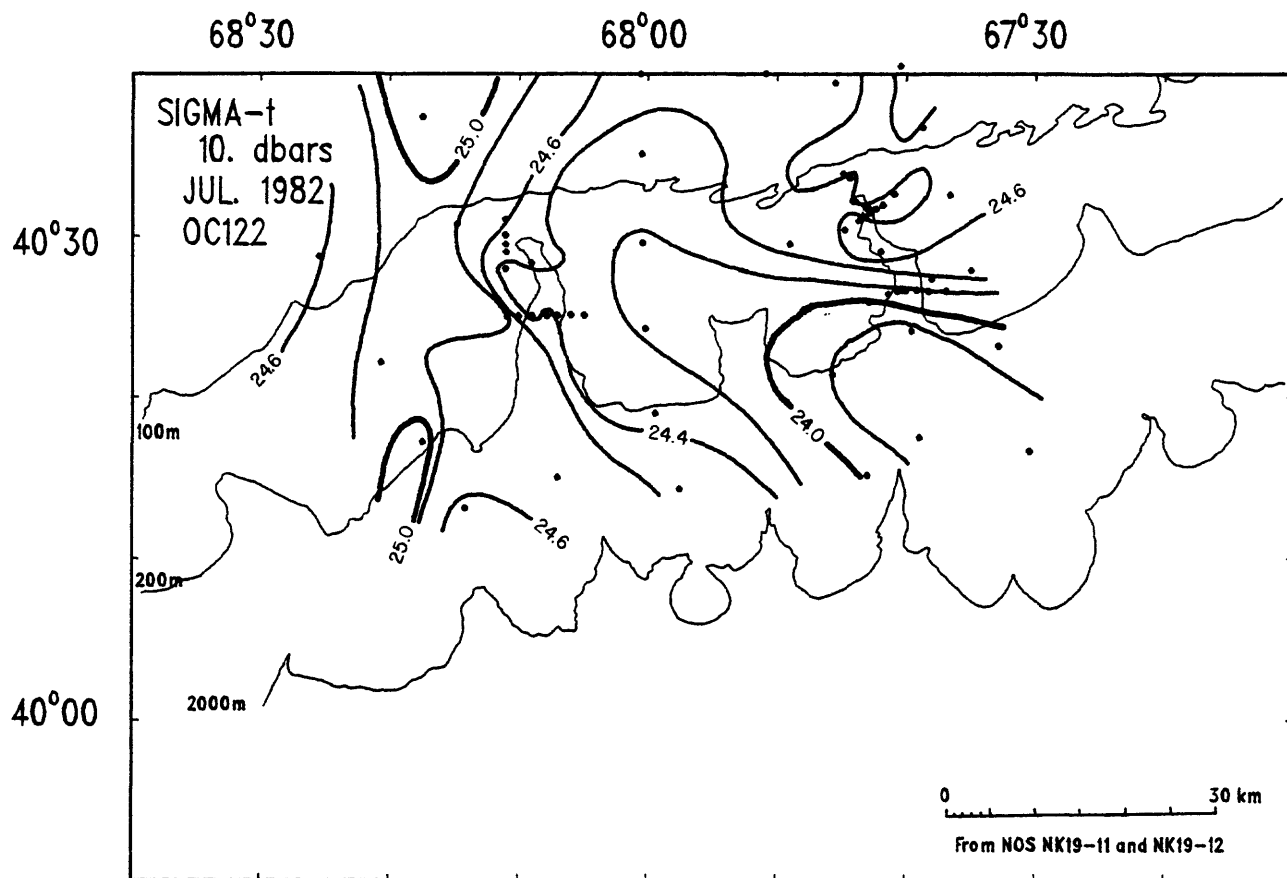 68°30 68°00 67°30
SIGMA-t
10. dbars
JUL. 1982
OC122
25.0
24.6
24.6
40°30
24.6
100m
24.0
24.4
25.0
24.6
200m
2000m
40°00
0 30 km
From NOS NK19-11 and NK19-12